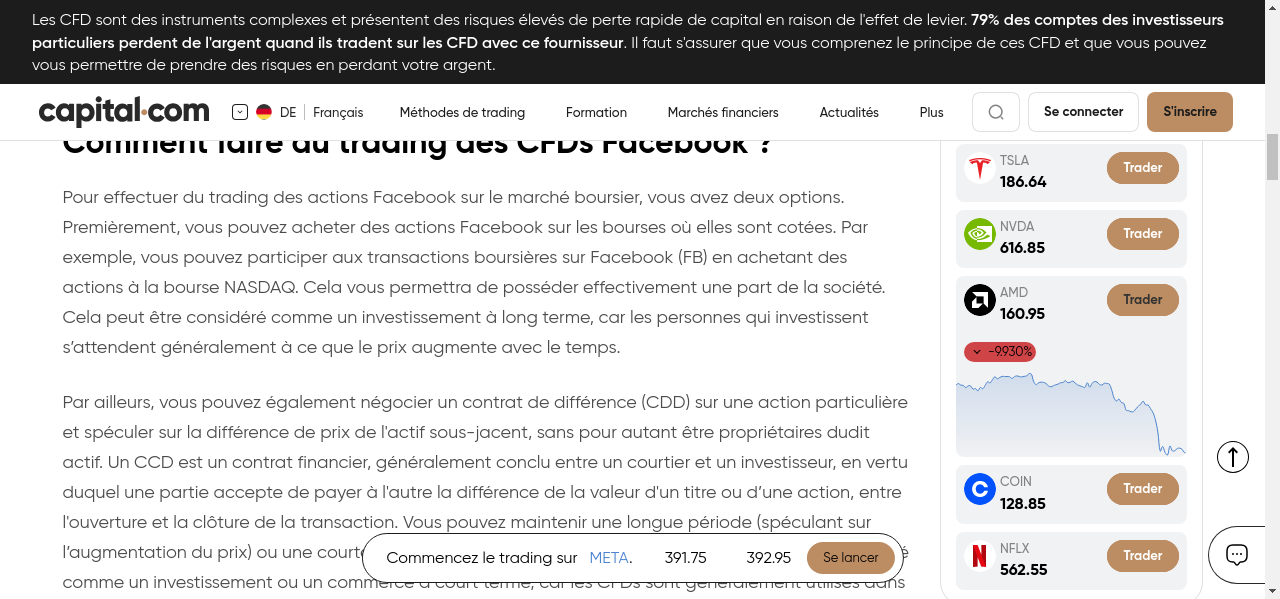 Les CFD sont des instruments complexes et présentent des risques élevés de perte rapide de capital en raison de l'effet de levier. 79% des comptes des investisseurs
particuliers perdent de l'argent quand ils tradent sur les CFD avec ce fournisseur. Il faut s'assurer que vous comprenez le principe de ces CFD et que vous pouvez
vous permettre de prendre des risques en perdant votre argent.
capital.com DE Français Méthodes de trading Formation Marchés financiers Actualités Plus Se connecter S'inscrire
Comment faire du trading des CFDs Facebook ?
Pour effectuer du trading des actions Facebook sur le marché boursier, vous avez deux options.
Premièrement, vous pouvez acheter des actions Facebook sur les bourses où elles sont cotées. Par
exemple, vous pouvez participer aux transactions boursières sur Facebook (FB) en achetant des
actions à la bourse NASDAQ. Cela vous permettra de posséder effectivement une part de la société.
Cela peut être considéré comme un investissement à long terme, car les personnes qui investissent
s’attendent généralement à ce que le prix augmente avec le temps.
Par ailleurs, vous pouvez également négocier un contrat de différence (CDD) sur une action particulière
et spéculer sur la différence de prix de l'actif sous-jacent, sans pour autant être propriétaires dudit
actif. Un CCD est un contrat financier, généralement conclu entre un courtier et un investisseur, en vertu
duquel une partie accepte de payer à l'autre la différence de la valeur d'un titre ou d’une action, entre
l'ouverture et la clôture de la transaction. Vous pouvez maintenir une longue période (spéculant sur
l’augmentation du prix) ou une
comme un investissement ou un commerce à court terme, car les CFDs sont généralement utilisés dans
Commencez le trading sur META. 391.75 392.95 Se lancer
TSLA
186.64
Trader
NVDA
616.85
Trader
AMD
160.95
Trader
-9.930%
COIN
128.85
Trader
NFLX
562.55
Trader